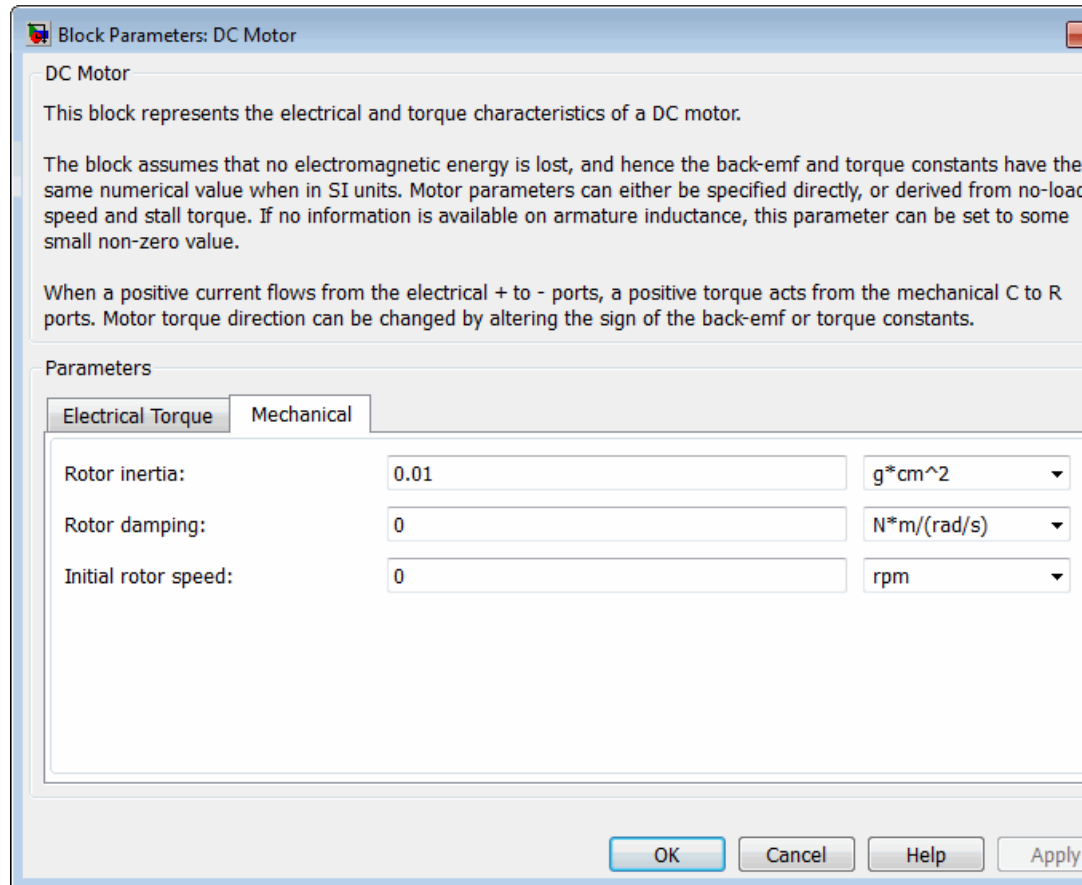 Block Parameters: DC Motor
DC Motor
This block represents the electrical and torque characteristics of a DC motor.
The block assumes that no electromagnetic energy is lost, and hence the back-emf and torque constants have the
same numerical value when in SI units. Motor parameters can either be specified directly, or derived from no-load
speed and stall torque. If no information is available on armature inductance, this parameter can be set to some
small non-zero value.
When a positive current flows from the electrical + to - ports, a positive torque acts from the mechanical C to R
ports. Motor torque direction can be changed by altering the sign of the back-emf or torque constants.
Parameters
Electrical Torque Mechanical
Rotor inertia: 0.01 g*cm^2
Rotor damping: 0 N*m/(rad/s)
Initial rotor speed: 0 rpm
OK Cancel Help Apply